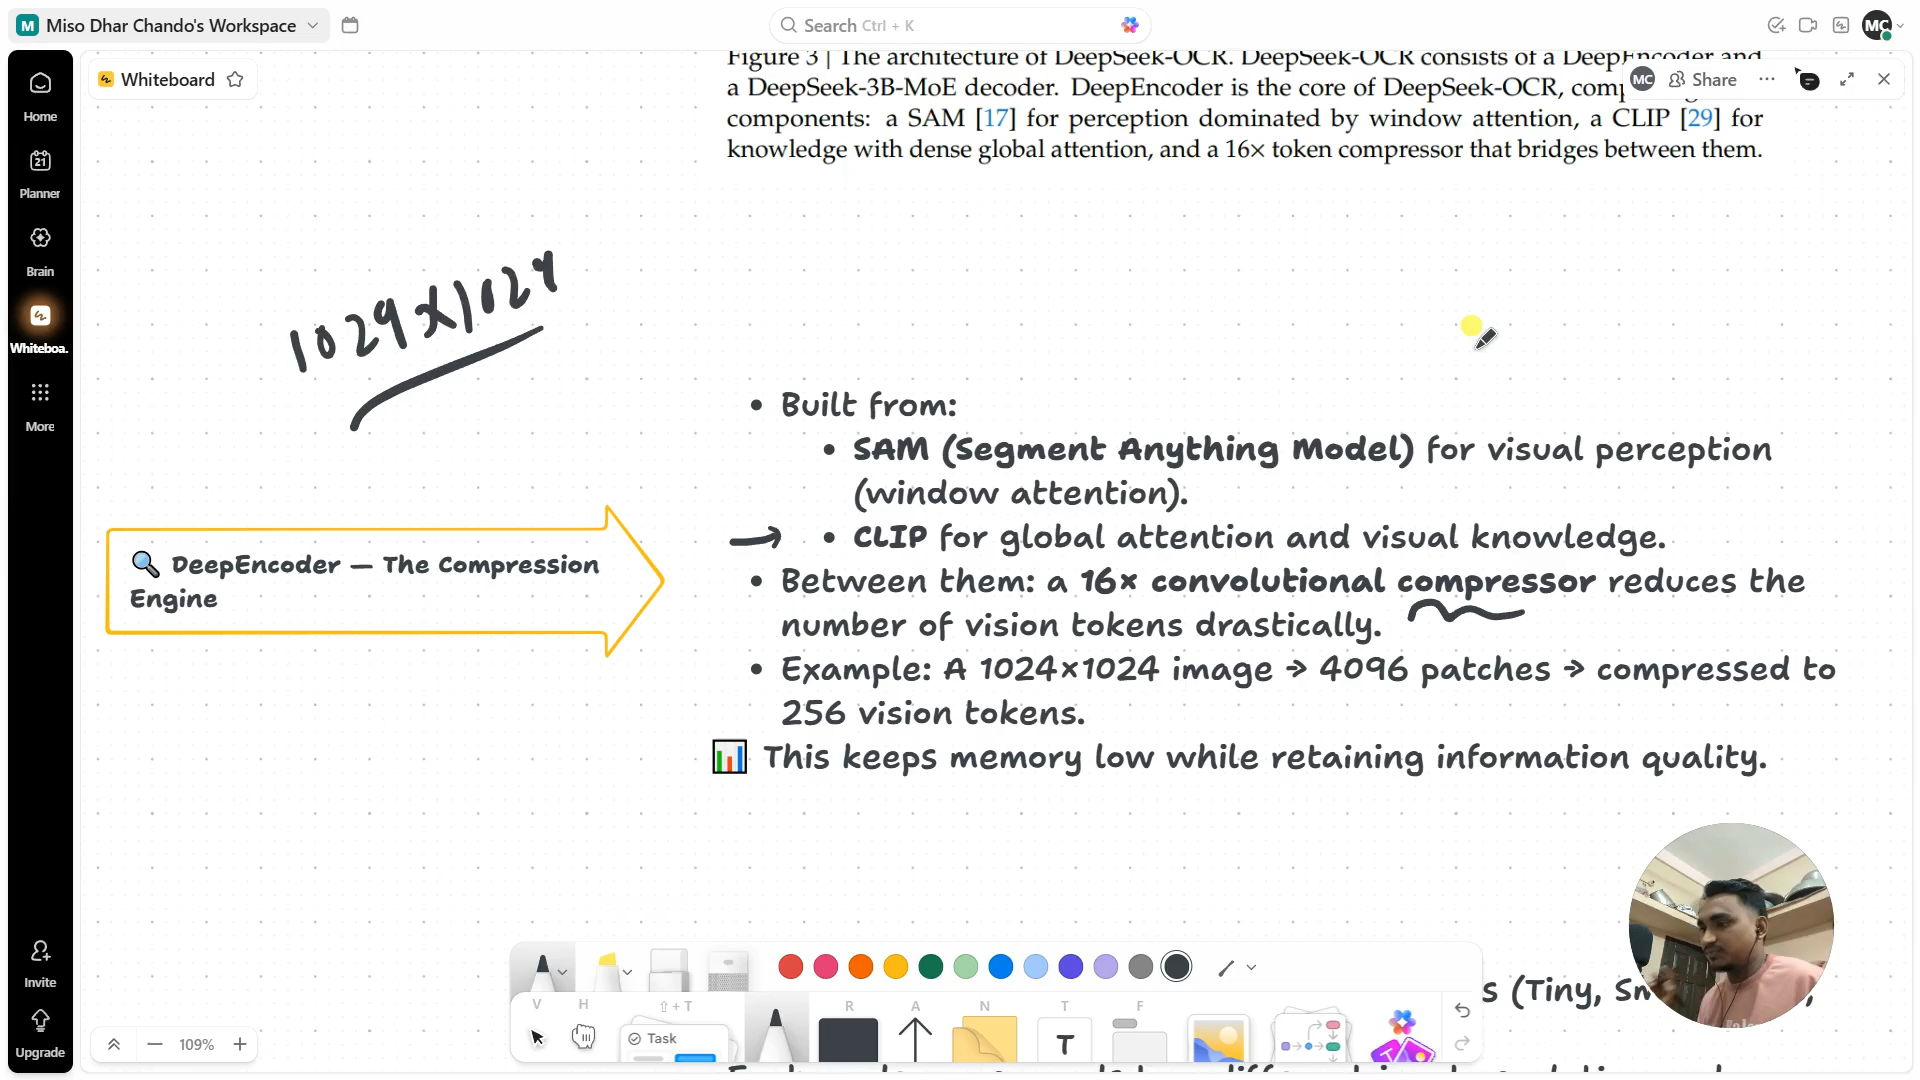 Miso Dhar Chando's Workspace
Search Ctrl + K
MC
Whiteboard
MC Share
Figure 3 | The architecture of DeepSeek-OCR. DeepSeek-OCR consists of a DeepEncoder and
a DeepSeek-3B-MoE decoder. DeepEncoder is the core of DeepSeek-OCR,
components: a SAM [17] for perception dominated by window attention, a CLIP [29] for
knowledge with dense global attention, and a 16× token compressor that bridges between them.
Home
Planner
Brain
Whiteboa.
More
Invite
Upgrade
1024x1024
DeepEncoder — The Compression
Engine
• Built from:
• SAM (Segment Anything Model) for visual perception
(window attention).
• CLIP for global attention and visual knowledge.
• Between them: a 16× convolutional compressor reduces the
number of vision tokens drastically.
• Example: A 1024×1024 image → 4096 patches → compressed to
256 vision tokens.
This keeps memory low while retaining information quality.
s (Tiny,
V H ⇧ + T R A N T F
Task
T
109%